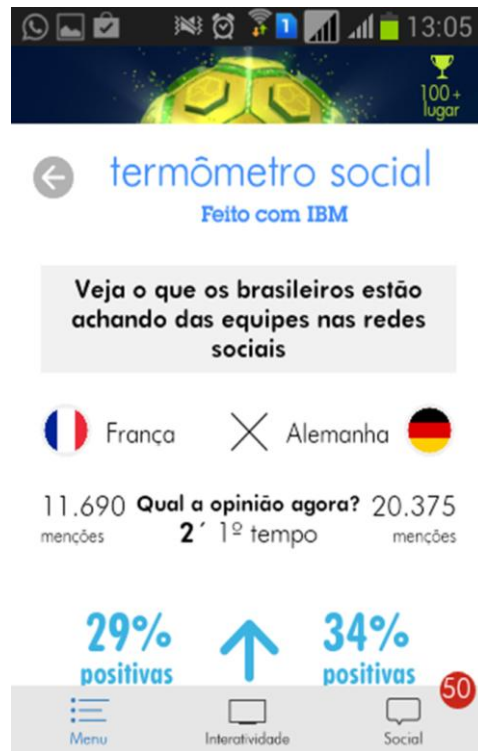 1 13:05
100+
lugar
termômetro social
Feito com IBM
Veja o que os brasileiros estão
achando das equipes nas redes
sociais
França X Alemanha
11.690 Qual a opinião agora? 20.375
menções 2´ 1º tempo menções
29% 34%
positivas positivas
50
Menu Interatividade Social